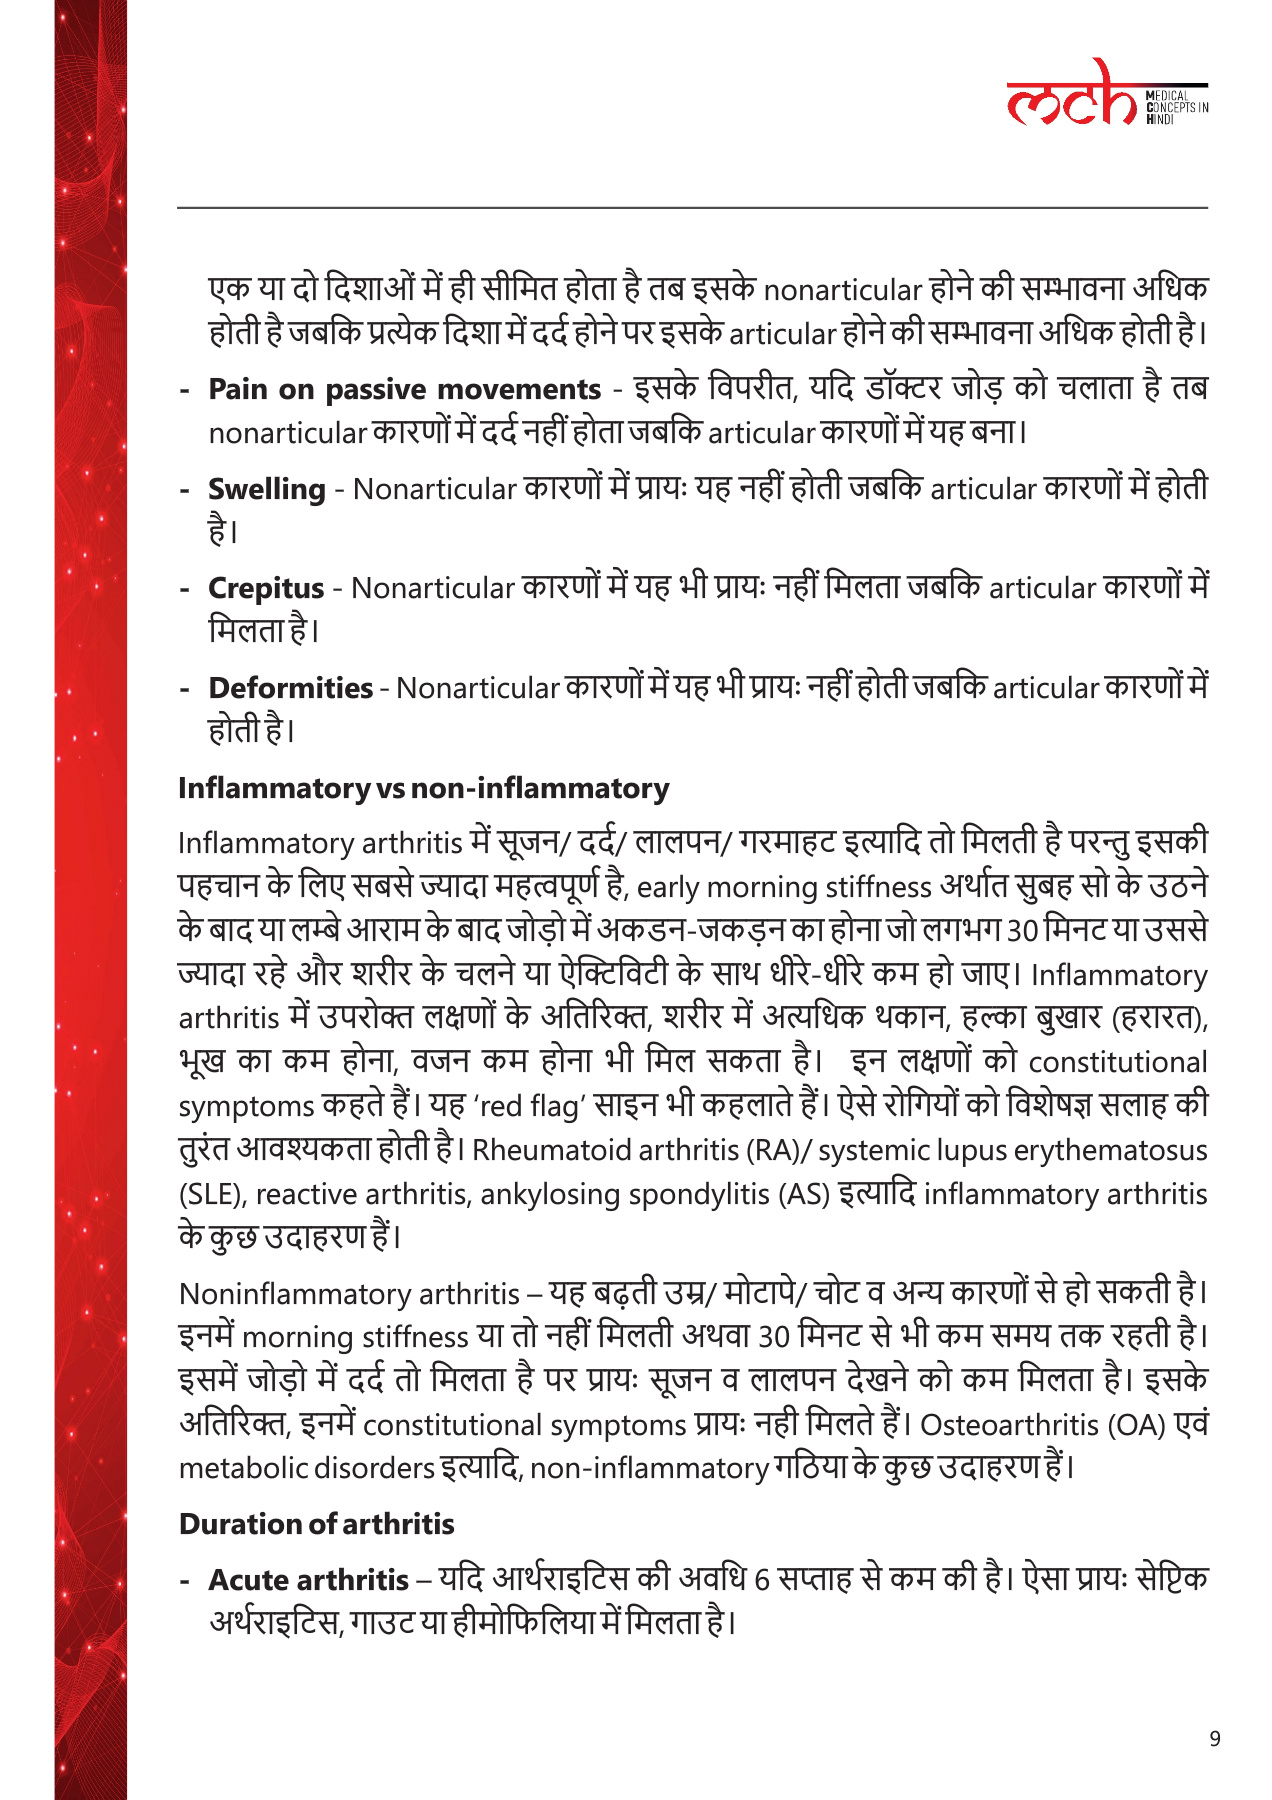 mch
MEDICAL
CONCEPTS IN
HINDI
एक या दो दिशाओं में ही सीमित होता है तब इसके nonarticular होने की सम्भावना अधिक
होती है जबकि प्रत्येक दिशा में दर्द होने पर इसके articular होने की सम्भावना अधिक होती है।
- Pain on passive movements - इसके विपरीत, यदि डॉक्टर जोड़ को चलाता है तब
nonarticular कारणों में दर्द नहीं होता जबकि articular कारणों में यह बना।
- Swelling - Nonarticular कारणों में प्रायः यह नहीं होती जबकि articular कारणों में होती
है।
- Crepitus - Nonarticular कारणों में यह भी प्रायः नहीं मिलता जबकि articular कारणों में
मिलता है।
- Deformities - Nonarticular कारणों में यह भी प्रायः नहीं होती जबकि articular कारणों में
होती है।
Inflammatory vs non-inflammatory
Inflammatory arthritis में सूजन/ दर्द/ लालपन/ गरमाहट इत्यादि तो मिलती है परन्तु इसकी
पहचान के लिए सबसे ज्यादा महत्वपूर्ण है, early morning stiffness अर्थात सुबह सो के उठने
के बाद या लम्बे आराम के बाद जोड़ो में अकडन-जकड़न का होना जो लगभग 30 मिनट या उससे
ज्यादा रहे और शरीर के चलने या ऐक्टिविटी के साथ धीरे-धीरे कम हो जाए। Inflammatory
arthritis में उपरोक्त लक्षणों के अतिरिक्त, शरीर में अत्यधिक थकान, हल्का बुखार (हरारत),
भूख का कम होना, वजन कम होना भी मिल सकता है। इन लक्षणों को constitutional
symptoms कहते हैं। यह ‘red flag’ साइन भी कहलाते हैं। ऐसे रोगियों को विशेषज्ञ सलाह की
तुरंत आवश्यकता होती है। Rheumatoid arthritis (RA)/ systemic lupus erythematosus
(SLE), reactive arthritis, ankylosing spondylitis (AS) इत्यादि inflammatory arthritis
के कुछ उदाहरण हैं।
Noninflammatory arthritis – यह बढ़ती उम्र/ मोटापे/ चोट व अन्य कारणों से हो सकती है।
इनमें morning stiffness या तो नहीं मिलती अथवा 30 मिनट से भी कम समय तक रहती है।
इसमें जोड़ो में दर्द तो मिलता है पर प्रायः सूजन व लालपन देखने को कम मिलता है। इसके
अतिरिक्त, इनमें constitutional symptoms प्रायः नही मिलते हैं। Osteoarthritis (OA) एवं
metabolic disorders इत्यादि, non-inflammatory गठिया के कुछ उदाहरण हैं।
Duration of arthritis
- Acute arthritis – यदि आर्थराइटिस की अवधि 6 सप्ताह से कम की है। ऐसा प्रायः सेप्टिक
अर्थराइटिस, गाउट या हीमोफिलिया में मिलता है।
9